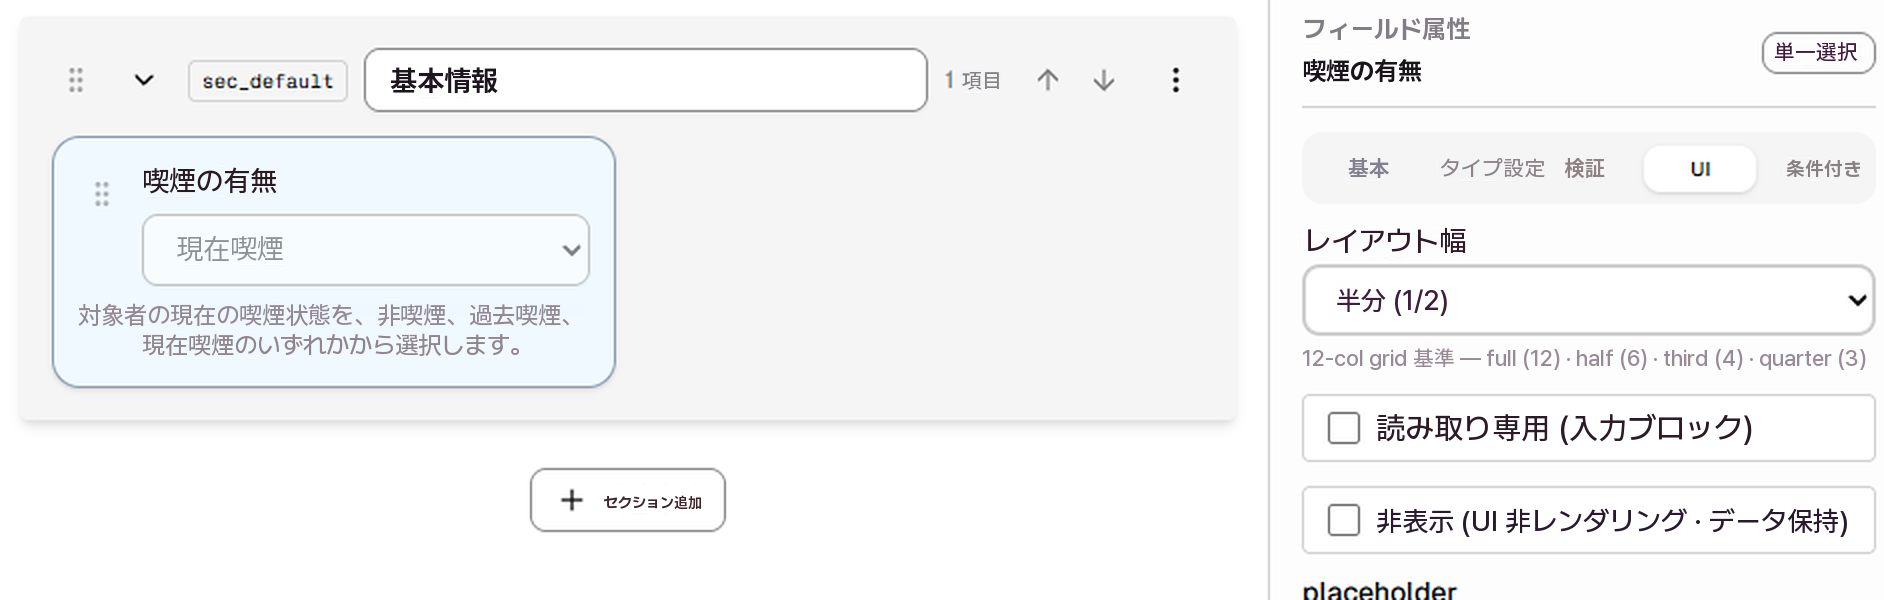 sec_default
基本情報
1 項目
喫煙の有無
現在喫煙
対象者の現在の喫煙状態を、非喫煙、過去喫煙、
現在喫煙のいずれかから選択します。
セクション追加
フィールド属性
喫煙の有無
単一選択
基本 タイプ設定 検証 UI 条件付き
レイアウト幅
半分 (1/2)
12-col grid 基準 — full (12) · half (6) · third (4) · quarter (3)
読み取り専用 (入力ブロック)
非表示 (UI 非レンダリング · データ保持)
placeholder